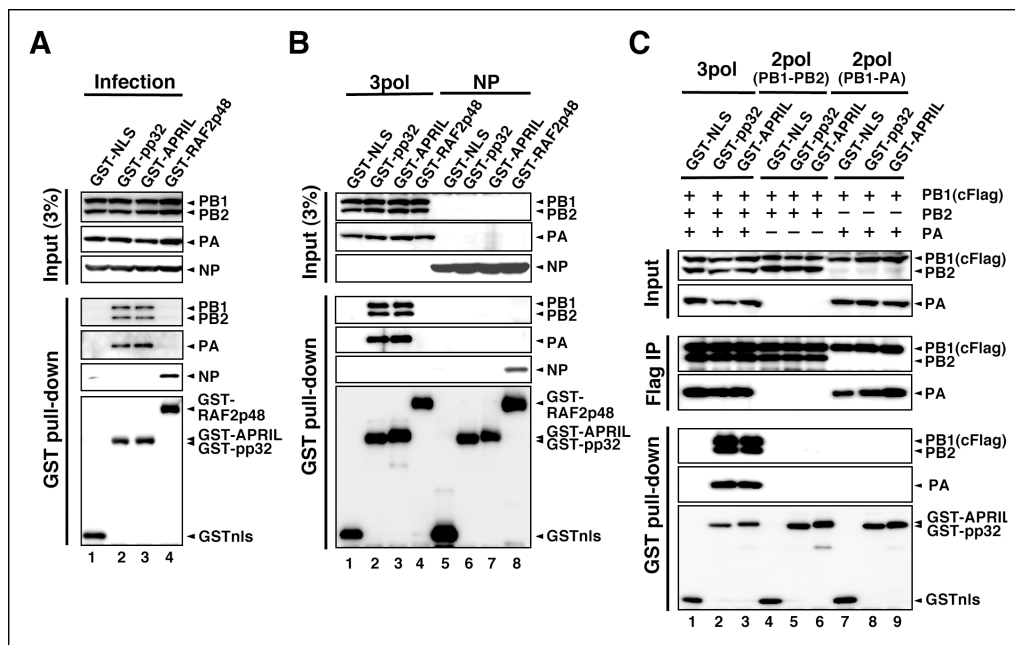 A
Infection
GST-NLS
GST-pp32
GST-APRIL
GST-RAF2p48
Input (3%)
PB1
PB2
PA
NP
GST pull-down
PB1
PB2
PA
NP
GST-
RAF2p48
GST-APRIL
GST-pp32
GSTnls
1 2 3 4
B
3pol NP
GST-NLS
GST-pp32
GST-APRIL
GST-RAF2p48
GST-NLS
GST-pp32
GST-APRIL
GST-RAF2p48
Input (3%)
PB1
PB2
PA
NP
GST pull-down
PB1
PB2
PA
NP
GST-
RAF2p48
GST-APRIL
GST-pp32
GSTnls
1 2 3 4 5 6 7 8
C
3pol 2pol 2pol
(PB1-PB2) (PB1-PA)
GST-NLS
GST-pp32
GST-APRIL
GST-NLS
GST-pp32
GST-APRIL
GST-NLS
GST-pp32
GST-APRIL
+ + + + + + + + + PB1(cFlag)
+ + + + + + − − − PB2
+ + + − − − + + + PA
Input
PB1(cFlag)
PB2
PA
Flag IP
PB1(cFlag)
PB2
PA
GST pull-down
PB1(cFlag)
PB2
PA
GST-APRIL
GST-pp32
GSTnls
1 2 3 4 5 6 7 8 9